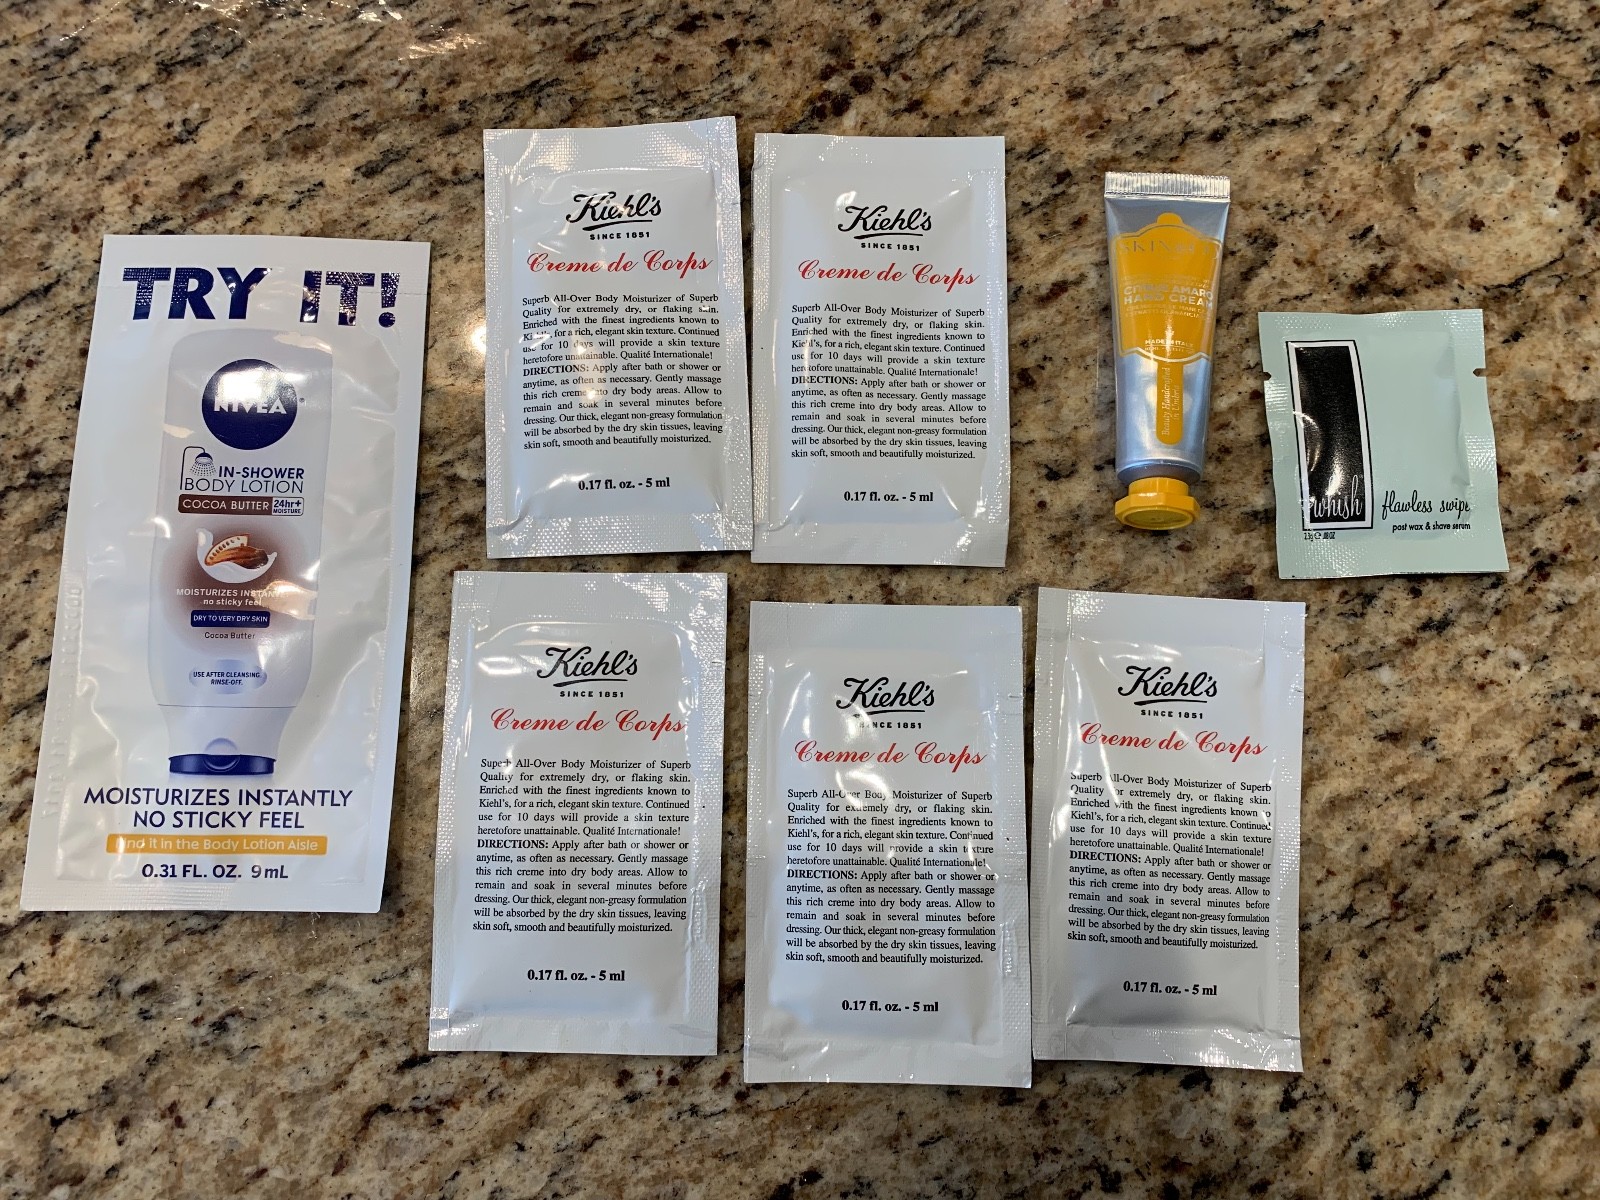 TRY IT!
NIVEA
IN-SHOWER
BODY LOTION
COCOA BUTTER 24hr+
MOISTURE
MOISTURIZES
no sticky feel
DRY TO VERY DRY SKIN
Cocoa Butter
USE AFTER CLEANSING.
RINSE-OFF.
MOISTURIZES INSTANTLY
NO STICKY FEEL
it in the Body Lotion Aisle
0.31 FL. OZ. 9mL
Kiehl's
SINCE 1851
Creme de Corps
Superb All-Over Body Moisturizer of Superb
Quality for extremely dry, or flaking skin.
Enriched with the finest ingredients known to
for a rich, elegant skin texture. Continued
use for 10 days will provide a skin texture
heretofore unattainable. Qualité Internationale!
DIRECTIONS: Apply after bath or shower or
anytime, as often as necessary. Gently massage
this rich creme into dry body areas. Allow to
remain and soak in several minutes before
dressing. Our thick, elegant non-greasy formulation
will be absorbed by the dry skin tissues, leaving
skin soft, smooth and beautifully moisturized.
0.17 fl. oz. - 5 ml
Kiehl's
SINCE 1851
Creme de Corps
Superb All-Over Body Moisturizer of Superb
Quality for extremely dry, or flaking skin.
Enriched with the finest ingredients known to
Kiehl's, for a rich, elegant skin texture. Continued
use for 10 days will provide a skin texture
heretofore unattainable. Qualité Internationale!
DIRECTIONS: Apply after bath or shower or
anytime, as often as necessary. Gently massage
this rich creme into dry body areas. Allow to
remain and soak in several minutes before
dressing. Our thick, elegant non-greasy formulation
will be absorbed by the dry skin tissues, leaving
skin soft, smooth and beautifully moisturized.
0.17 fl. oz. - 5 ml
CITRUS AMARO
HAND CREAM
MADE IN ITALY
Beauty Handcrafted
in Umbria
whish
flawless swipe
post wax & shave serum
Kiehl's
SINCE 1851
Creme de Corps
Superb All-Over Body Moisturizer of Superb
Quality for extremely dry, or flaking skin.
Enriched with the finest ingredients known to
Kiehl's, for a rich, elegant skin texture. Continued
use for 10 days will provide a skin texture
heretofore unattainable. Qualité Internationale!
DIRECTIONS: Apply after bath or shower or
anytime, as often as necessary. Gently massage
this rich creme into dry body areas. Allow to
remain and soak in several minutes before
dressing. Our thick, elegant non-greasy formulation
will be absorbed by the dry skin tissues, leaving
skin soft, smooth and beautifully moisturized.
0.17 fl. oz. - 5 ml
Kiehl's
SINCE 1851
Creme de Corps
Superb All-Over Body Moisturizer of Superb
Quality for extremely dry, or flaking skin.
Enriched with the finest ingredients known to
Kiehl's, for a rich, elegant skin texture. Continued
use for 10 days will provide a skin texture
heretofore unattainable. Qualité Internationale!
DIRECTIONS: Apply after bath or shower or
anytime, as often as necessary. Gently massage
this rich creme into dry body areas. Allow to
remain and soak in several minutes before
dressing. Our thick, elegant non-greasy formulation
will be absorbed by the dry skin tissues, leaving
skin soft, smooth and beautifully moisturized.
0.17 fl. oz. - 5 ml
Kiehl's
SINCE 1851
Creme de Corps
Superb All-Over Body Moisturizer of Superb
Quality for extremely dry, or flaking skin.
Enriched with the finest ingredients known to
Kiehl's, for a rich, elegant skin texture. Continued
use for 10 days will provide a skin texture
heretofore unattainable. Qualité Internationale!
DIRECTIONS: Apply after bath or shower or
anytime, as often as necessary. Gently massage
this rich creme into dry body areas. Allow to
remain and soak in several minutes before
dressing. Our thick, elegant non-greasy formulation
will be absorbed by the dry skin tissues, leaving
skin soft, smooth and beautifully moisturized.
0.17 fl. oz. - 5 ml